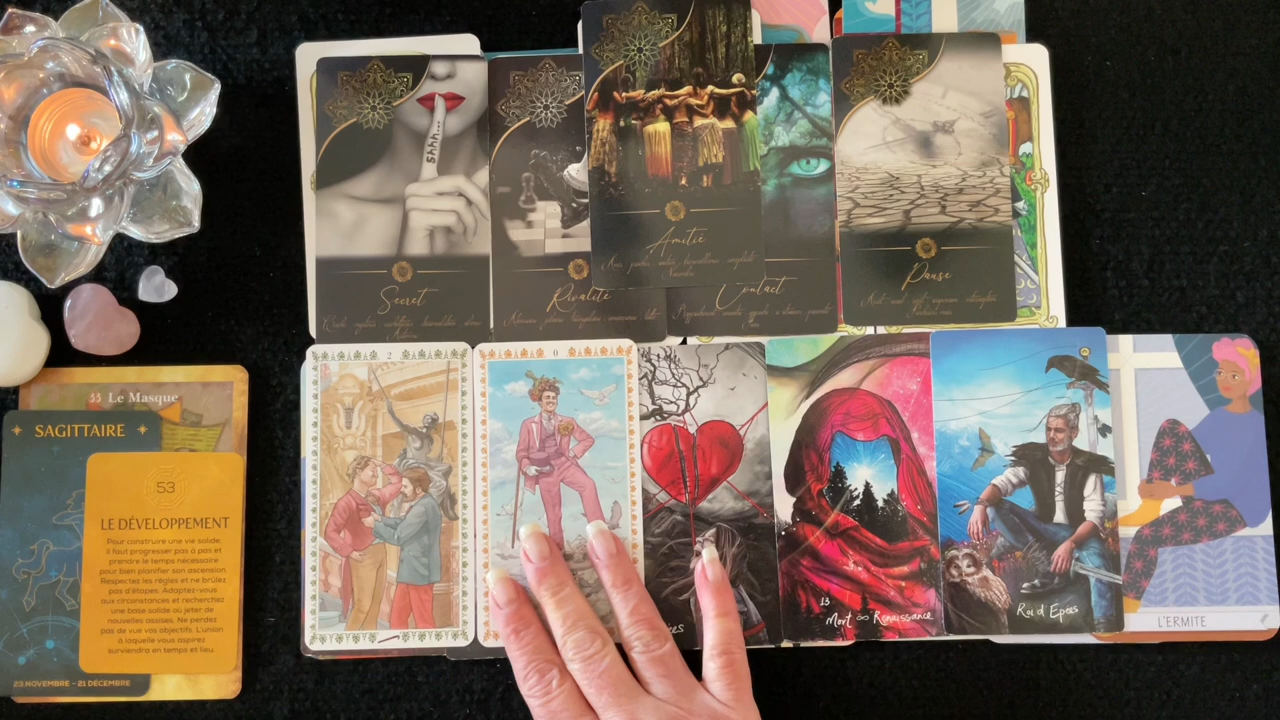 shhh...
Secret
Rivalité
Amitié
Contact
Pause
33 Le Masque
SAGITTAIRE
53
LE DÉVELOPPEMENT
Pour construire une vie solide,
il faut progresser pas à pas et
prendre le temps nécessaire
pour bien planifier son ascension.
Respectez les règles et ne brûlez
pas d'étapes. Adaptez-vous
aux circonstances et recherchez
une base solide ou jeter de
nouvelles assises. Ne perdez
pas de vue vos objectifs. L'union
à laquelle vous aspirez
surviendra en temps et lieu.
23 NOVEMBRE - 21 DÉCEMBRE
2
0
13
Mort ∞ Renaissance
Roi d'Epées
L'ERMITE